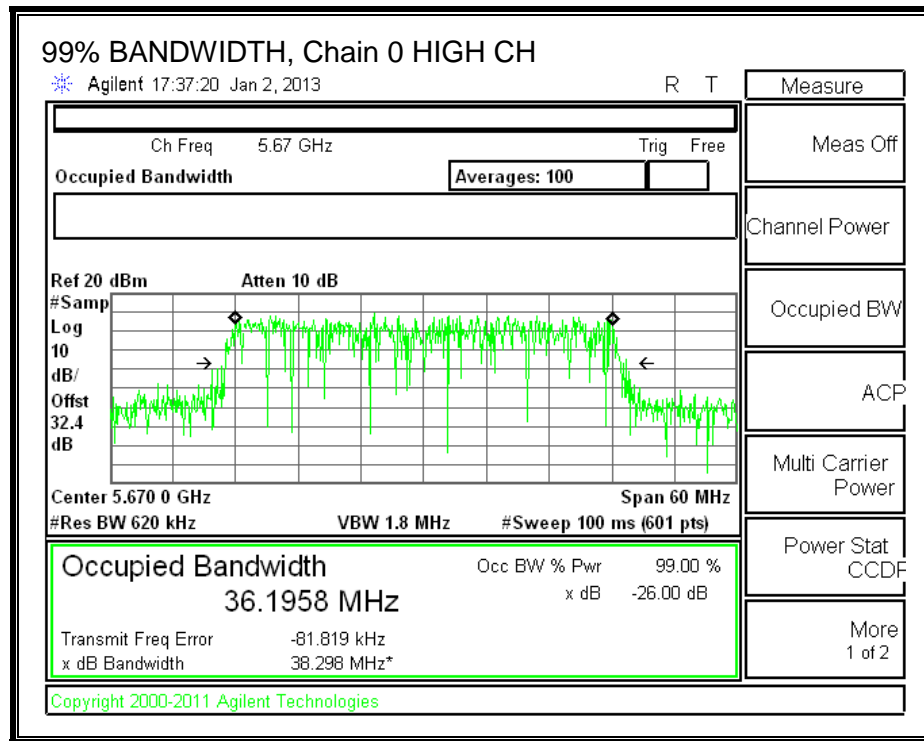 99% BANDWIDTH, Chain 0 HIGH CH
Agilent 17:37:20 Jan 2, 2013 R T
Measure
Ch Freq 5.67 GHz Trig Free
Meas Off
Occupied Bandwidth Averages: 100
Channel Power
Ref 20 dBm Atten 10 dB
#Samp
Log
10
dB/
Offst
32.4
dB
Occupied BW
ACP
Multi Carrier
Power
Center 5.670 0 GHz Span 60 MHz
#Res BW 620 kHz VBW 1.8 MHz #Sweep 100 ms (601 pts)
Power Stat
CCDF
Occupied Bandwidth Occ BW % Pwr 99.00 %
36.1958 MHz x dB -26.00 dB
Transmit Freq Error -81.819 kHz
x dB Bandwidth 38.298 MHz*
More
1 of 2
Copyright 2000-2011 Agilent Technologies